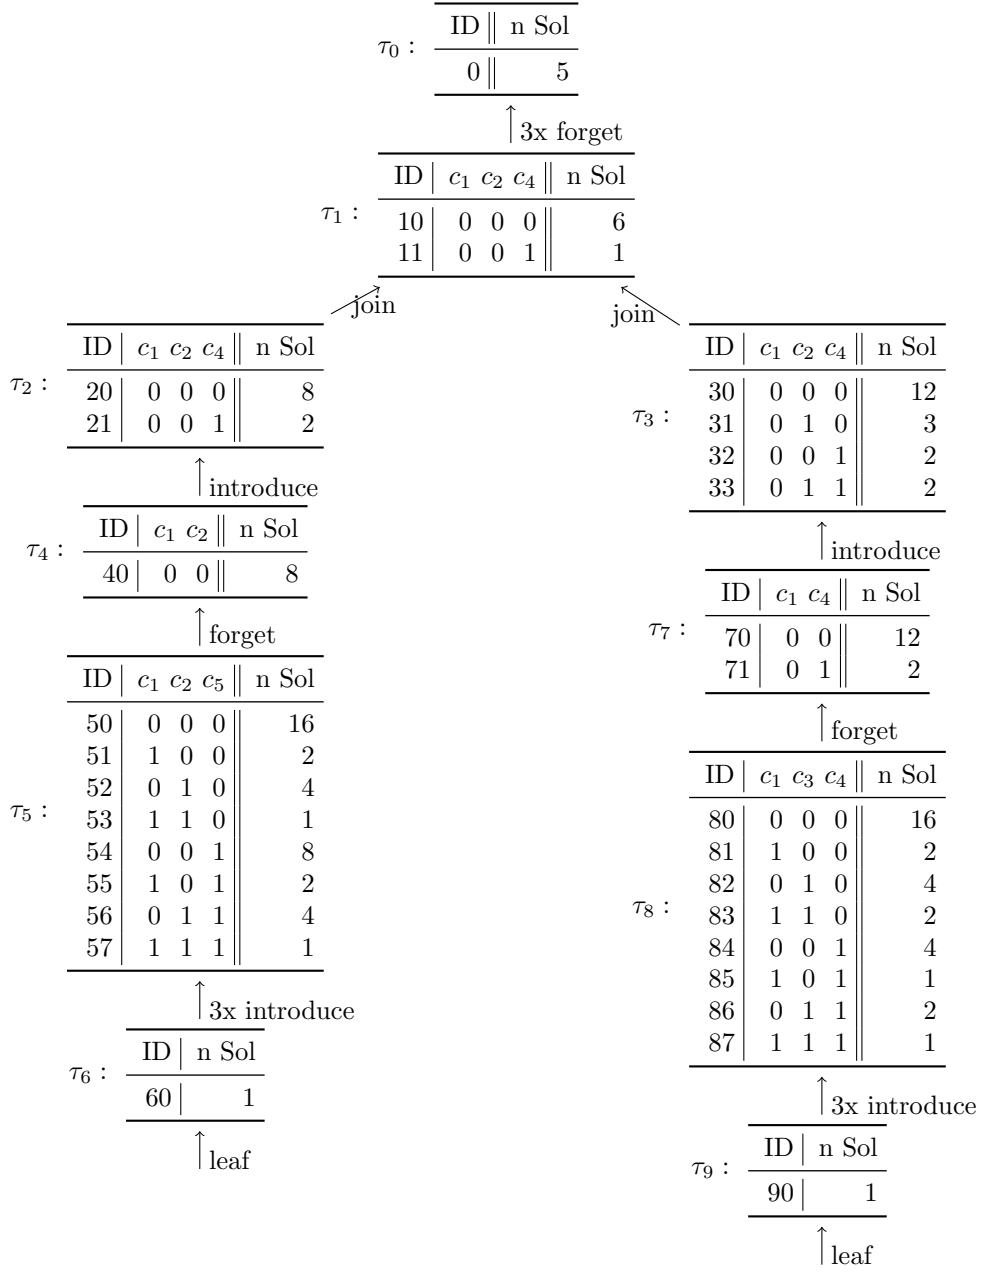 τ0 :
ID n Sol
0 5
3x forget
τ1 :
ID c1 c2 c4 n Sol
10 0 0 0 6
11 0 0 1 1
join
join
τ2 :
ID c1 c2 c4 n Sol
20 0 0 0 8
21 0 0 1 2
introduce
τ4 :
ID c1 c2 n Sol
40 0 0 8
forget
τ5 :
ID c1 c2 c5 n Sol
50 0 0 0 16
51 1 0 0 2
52 0 1 0 4
53 1 1 0 1
54 0 0 1 8
55 1 0 1 2
56 0 1 1 4
57 1 1 1 1
3x introduce
τ6 :
ID n Sol
60 1
leaf
τ3 :
ID c1 c2 c4 n Sol
30 0 0 0 12
31 0 1 0 3
32 0 0 1 2
33 0 1 1 2
introduce
τ7 :
ID c1 c4 n Sol
70 0 0 12
71 0 1 2
forget
τ8 :
ID c1 c3 c4 n Sol
80 0 0 0 16
81 1 0 0 2
82 0 1 0 4
83 1 1 0 2
84 0 0 1 4
85 1 0 1 1
86 0 1 1 2
87 1 1 1 1
3x introduce
τ9 :
ID n Sol
90 1
leaf